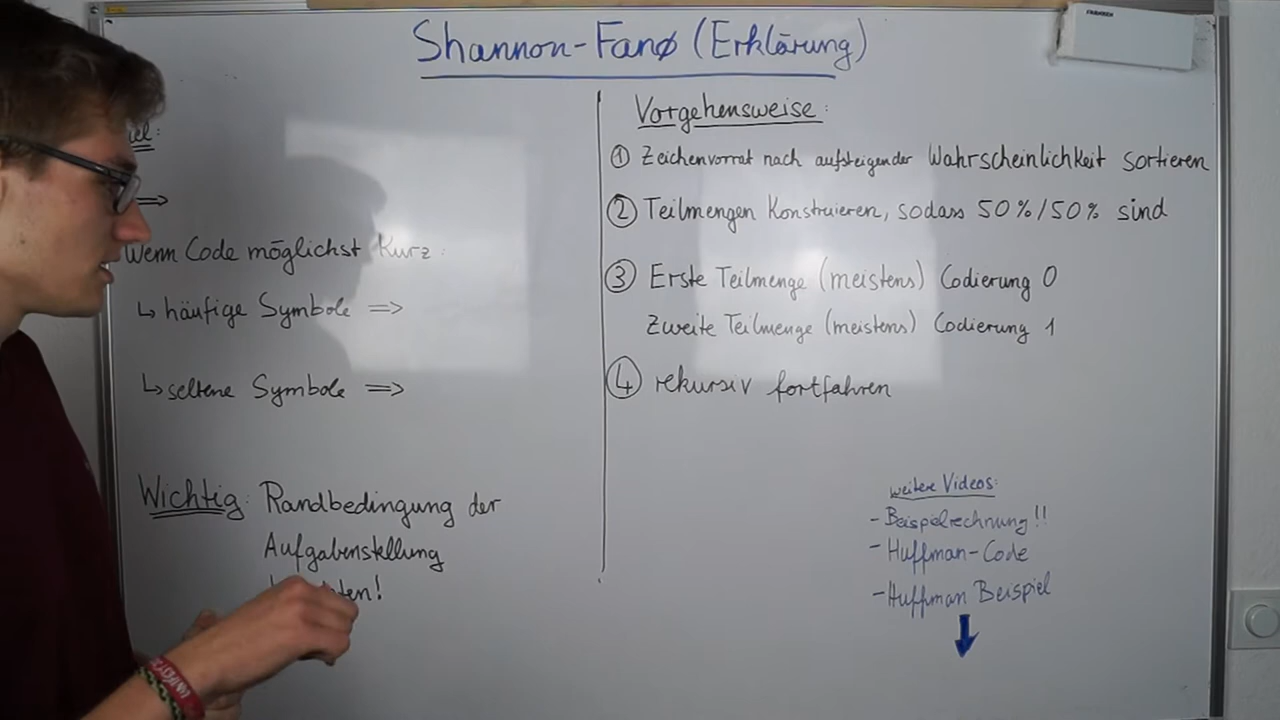 Shannon-Fanø (Erklärung)
⇒
Wenn Code möglichst Kurz:
↳ häufige Symbole ⇒
↳ seltene Symbole ⇒
Wichtig: Randbedingung der
Aufgabenstellung
Vorgehensweise:
① Zeichenvorrat nach aufsteigender Wahrscheinlichkeit sortieren
② Teilmengen Konstruieren, sodass 50%/50% sind
③ Erste Teilmenge (meistens) Codierung 0
Zweite Teilmenge (meistens) Codierung 1
④ rekursiv fortfahren
weitere Videos:
- Beispielrechnung!!
- Huffman-Code
- Huffman Beispiel